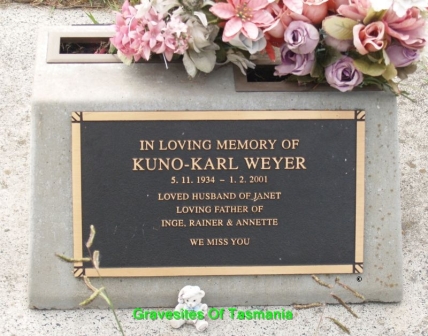 IN LOVING MEMORY OF
KUNO-KARL WEYER
5. 11. 1934 ~ 1. 2. 2001
LOVED HUSBAND OF JANET
LOVING FATHER OF
INGE, RAINER & ANNETTE
WE MISS YOU
Gravesites Of Tasmania